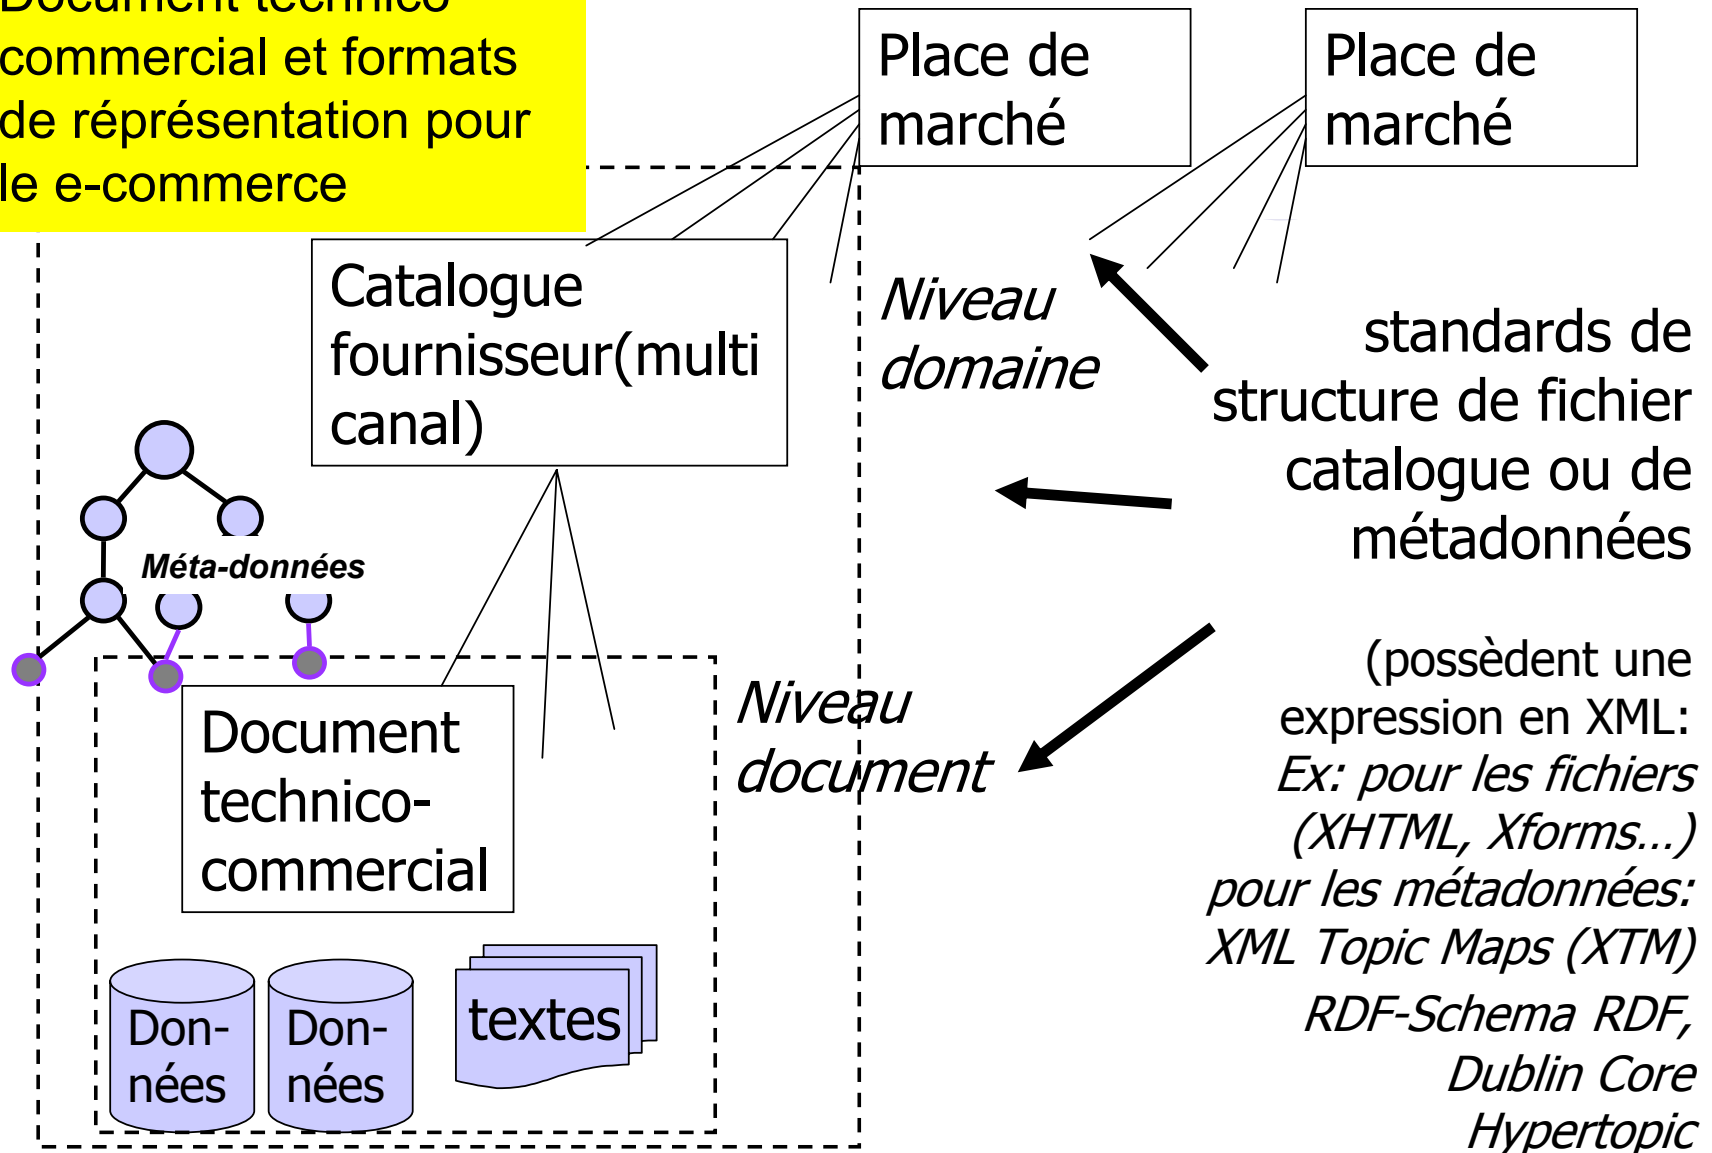 Document technico
commercial et formats
de réprésentation pour
le e-commerce
Place de
marché
Place de
marché
Catalogue
fournisseur(multi
canal)
Niveau
domaine
standards de
structure de fichier
catalogue ou de
métadonnées
Méta-données
(possèdent une
expression en XML:
Ex: pour les fichiers
(XHTML, Xforms...)
pour les métadonnées:
XML Topic Maps (XTM)
RDF-Schema RDF,
Dublin Core
Hypertopic
Niveau
document
Document
technico-
commercial
Don-
nées
Don-
nées
textes